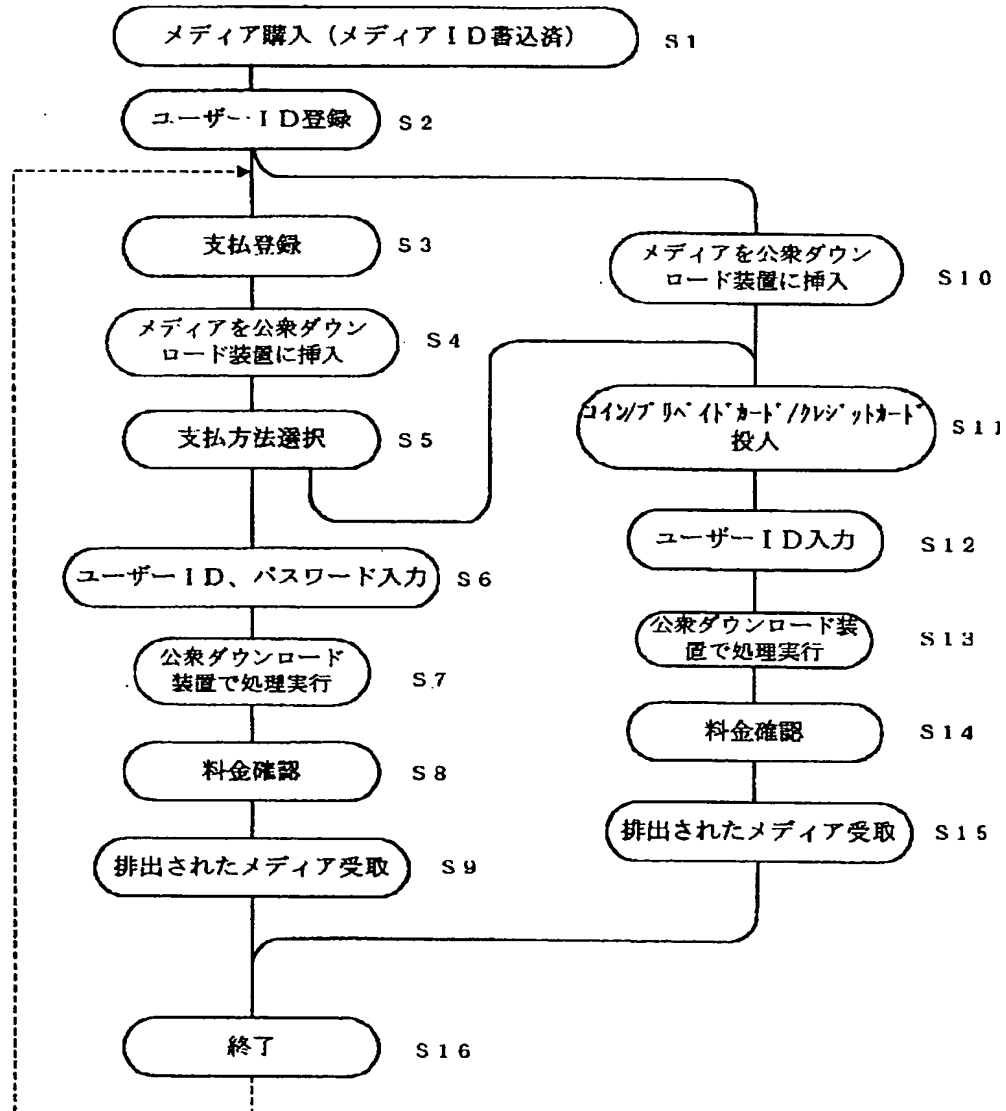 メディア購入（メディアＩＤ書込済）
S1
ユーザーＩＤ登録
S2
支払登録
S3
メディアを公衆ダウン
ロード装置に挿入
S4
支払方法選択
S5
ユーザーＩＤ、パスワード入力
S6
公衆ダウンロード
装置で処理実行
S7
料金確認
S8
排出されたメディア受取
S9
メディアを公衆ダウン
ロード装置に挿入
S10
コイン/プリペイドカード/クレジットカード
投入
S11
ユーザーＩＤ入力
S12
公衆ダウンロード装
置で処理実行
S13
料金確認
S14
排出されたメディア受取
S15
終了
S16